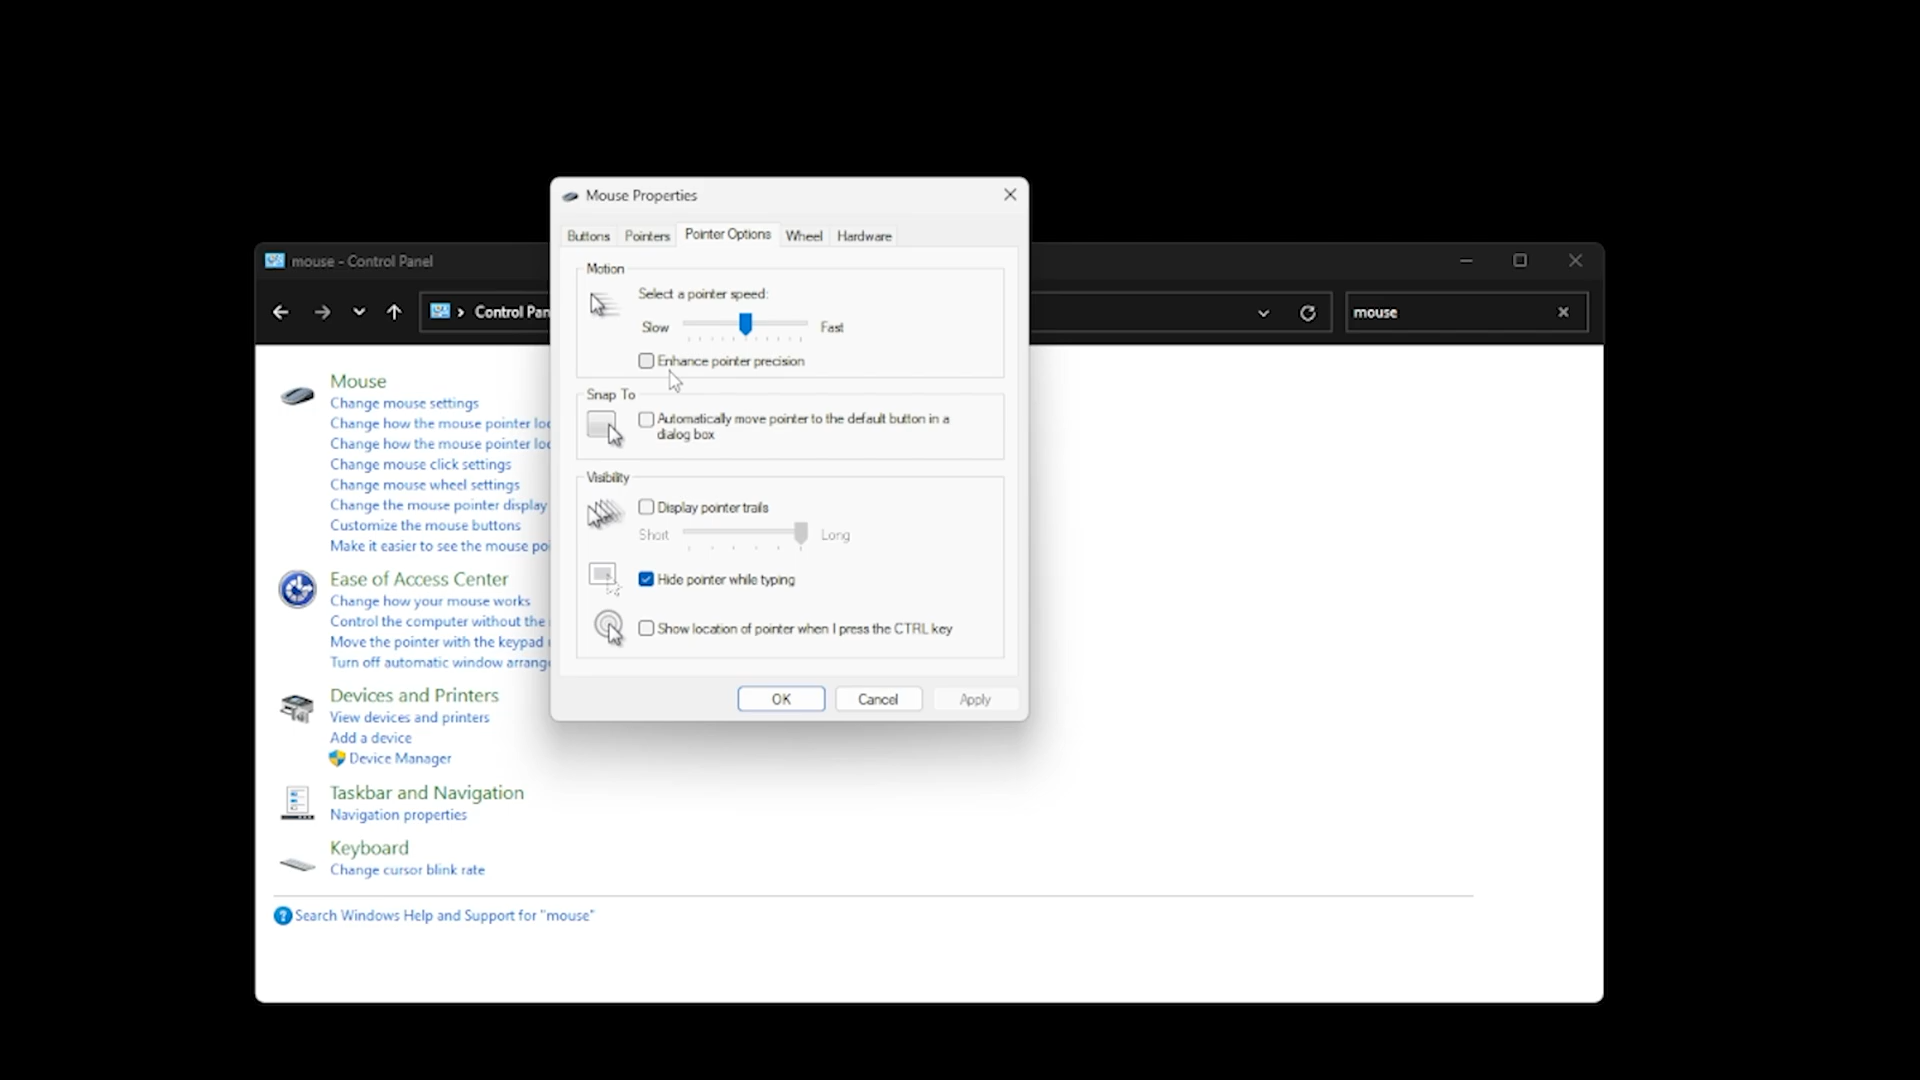 Mouse Properties
Buttons
Pointers
Pointer Options
Wheel
Hardware
Motion
Select a pointer speed:
Slow
Fast
Enhance pointer precision
Snap To
Automatically move pointer to the default button in a
dialog box
Visibility
Display pointer trails
Short
Long
Hide pointer while typing
Show location of pointer when I press the CTRL key
OK
Cancel
Apply
mouse - Control Panel
Control Pan
mouse
Mouse
Change mouse settings
Change how the mouse pointer loo
Change how the mouse pointer loo
Change mouse click settings
Change mouse wheel settings
Change the mouse pointer display
Customize the mouse buttons
Make it easier to see the mouse poi
Ease of Access Center
Change how your mouse works
Control the computer without the
Move the pointer with the keypad
Turn off automatic window arrange
Devices and Printers
View devices and printers
Add a device
Device Manager
Taskbar and Navigation
Navigation properties
Keyboard
Change cursor blink rate
Search Windows Help and Support for "mouse"